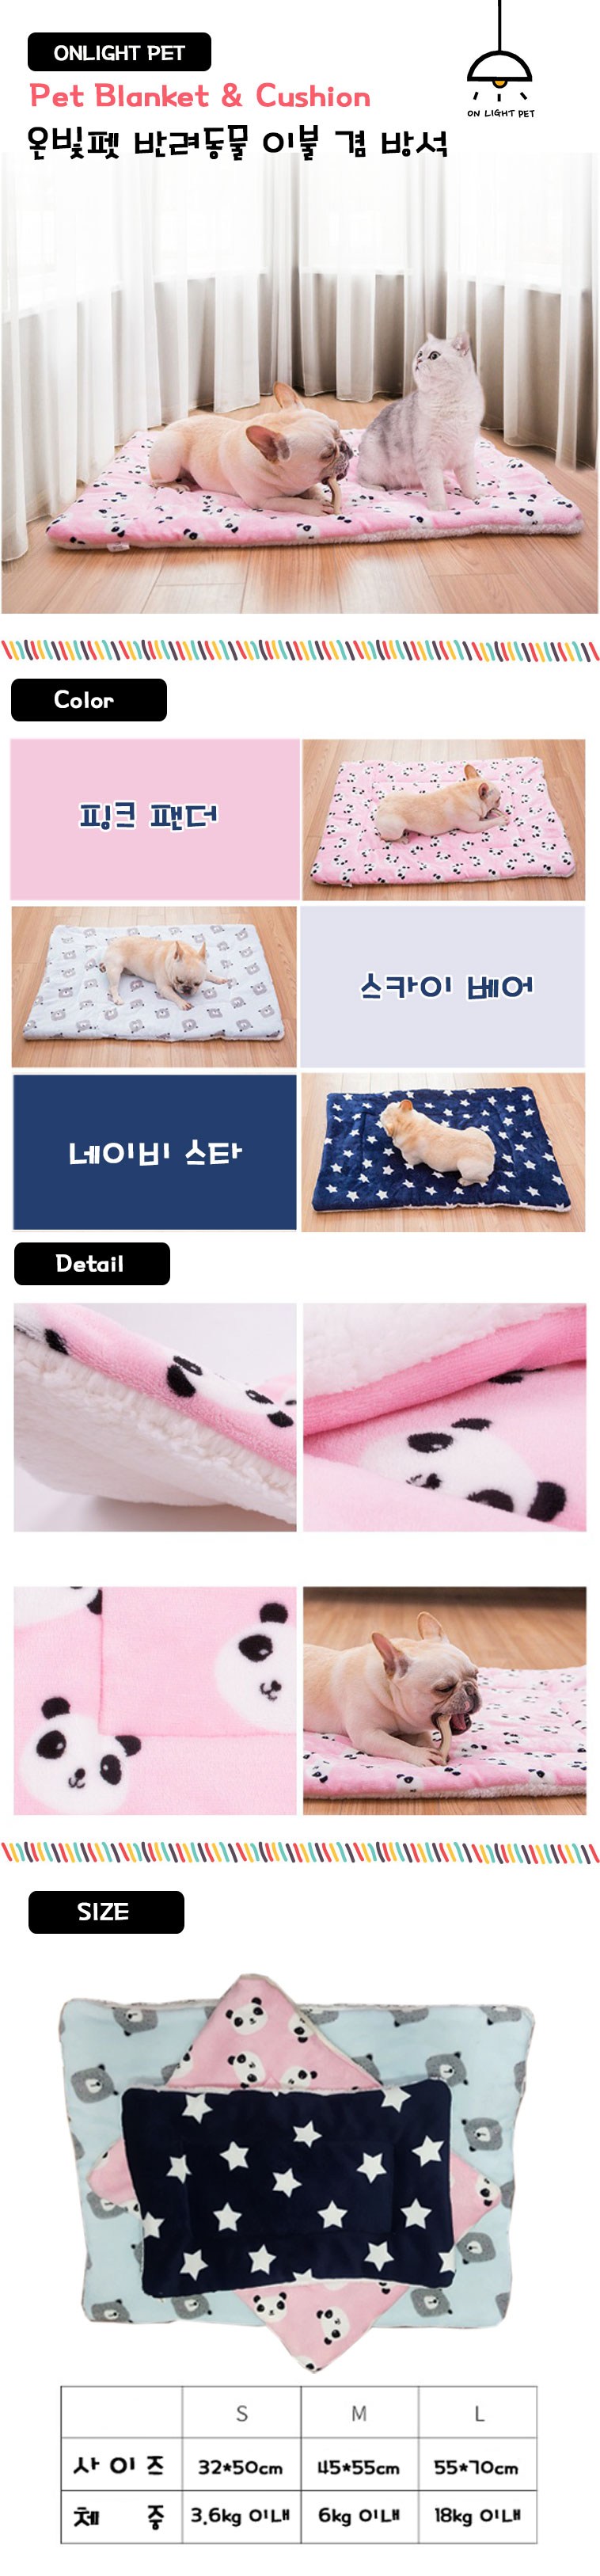 ONLIGHT PET
Pet Blanket & Cushion
ON LIGHT PET
온빛펫 반려동물 이불 겸 방석
Color
핑크 팬더
스카이 베어
네이비 스타
Detail
SIZE
S M L
사이즈 32*50cm 45*55cm 55*70cm
체 중 3.6kg 이내 6kg 이내 18kg 이내